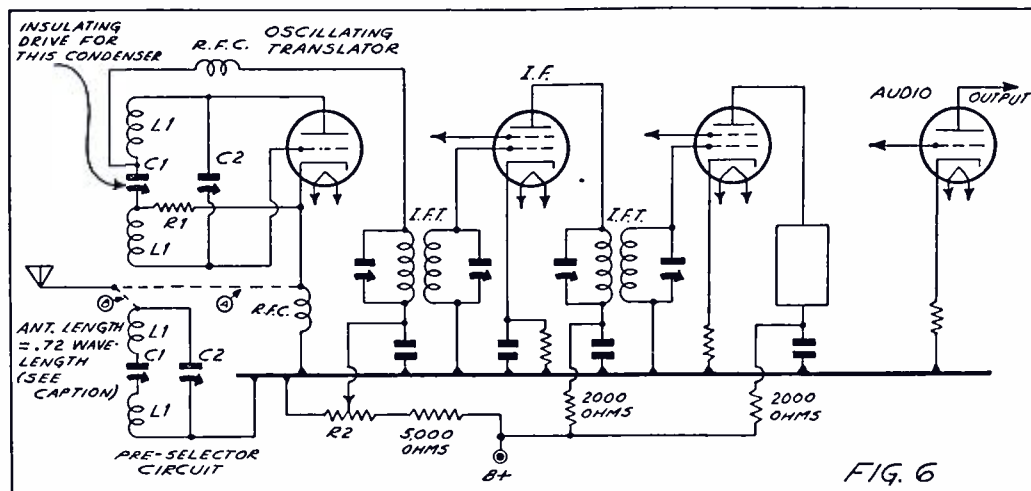 INSULATING
DRIVE FOR
THIS CONDENSER
R.F.C.
OSCILLATING
TRANSLATOR
L1
C1
C2
R1
L1
I.F.T.
I.F.
I.F.T.
AUDIO
OUTPUT
B
A
R.F.C.
ANT. LENGTH
= .72 WAVE-
LENGTH
(SEE
CAPTION)
L1
C1
C2
L1
PRE-SELECTOR
CIRCUIT
R2
5,000
OHMS
B+
2000
OHMS
2000
OHMS
FIG. 6